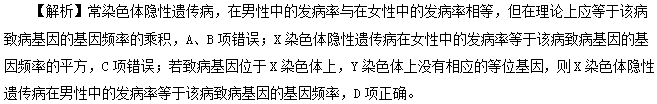 【解析】常染色体隐性遗传病，在男性中的发病率与在女性中的发病率相等，但在理论上应等于该病
致病基因的基因频率的乘积，A、B项错误；X染色体隐性遗传病在女性中的发病率等于该病致病基因的基
因频率的平方，C项错误；若致病基因位于X染色体上，Y染色体上没有相应的等位基因，则X染色体隐性
遗传病在男性中的发病率等于该病致病基因的基因频率，D项正确。